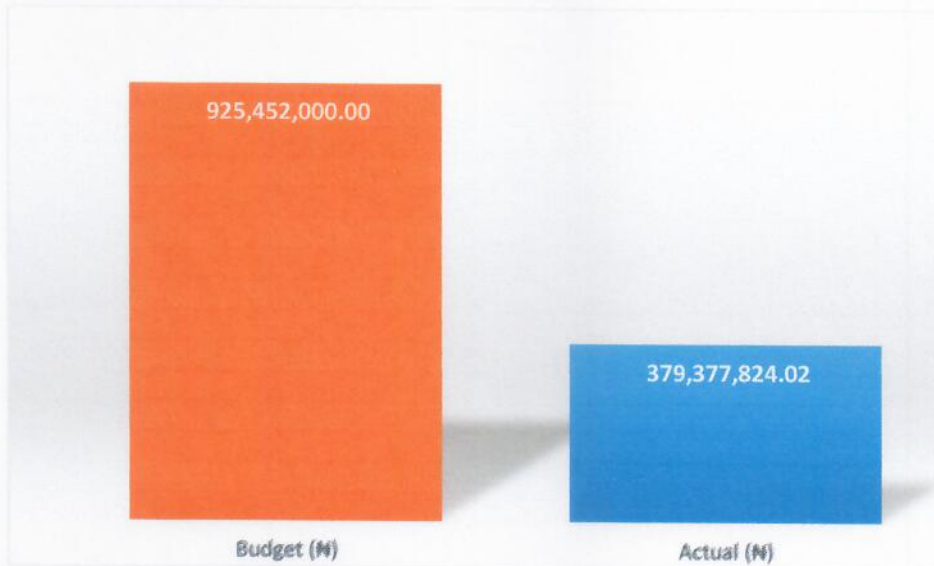 925,452,000.00
379,377,824.02
Budget (₦)
Actual (₦)